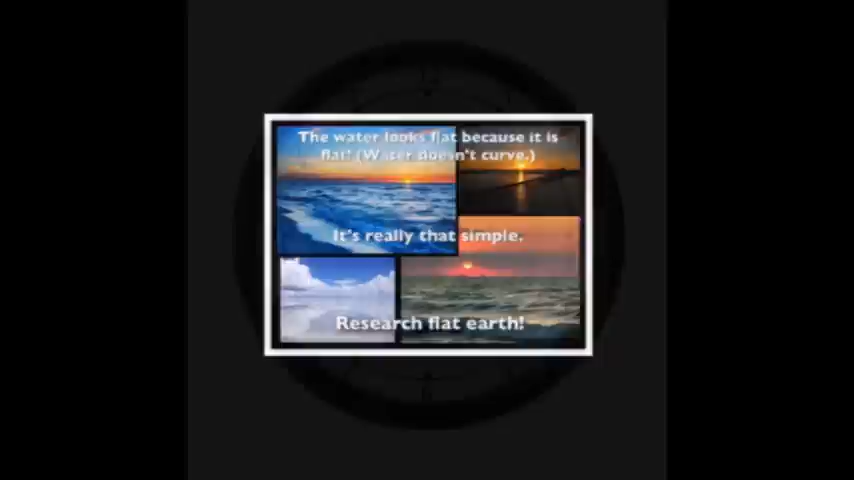 The water looks flat because it is
flat! (Water doesn't curve.)
It's really that simple.
Research flat earth!